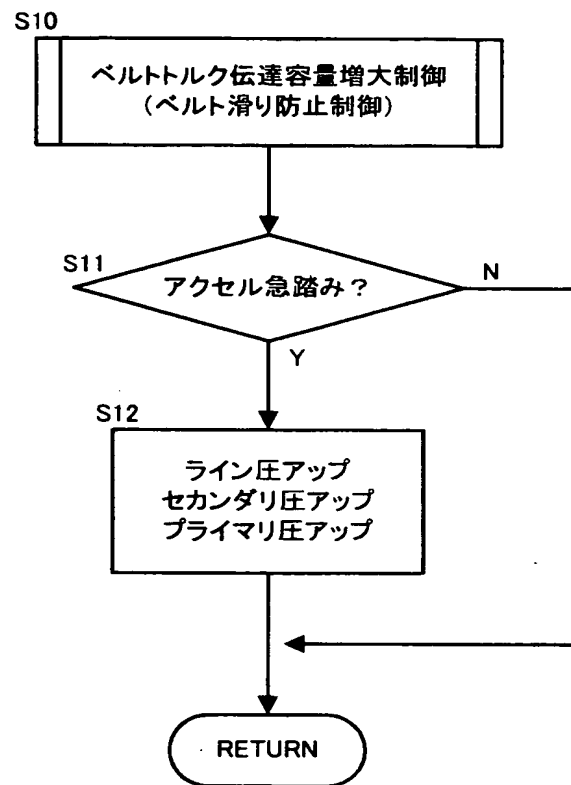 S10
ベルトトルク伝達容量増大制御
(ベルト滑り防止制御)
S11
アクセル急踏み?
N
Y
S12
ライン圧アップ
セカンダリ圧アップ
プライマリ圧アップ
RETURN